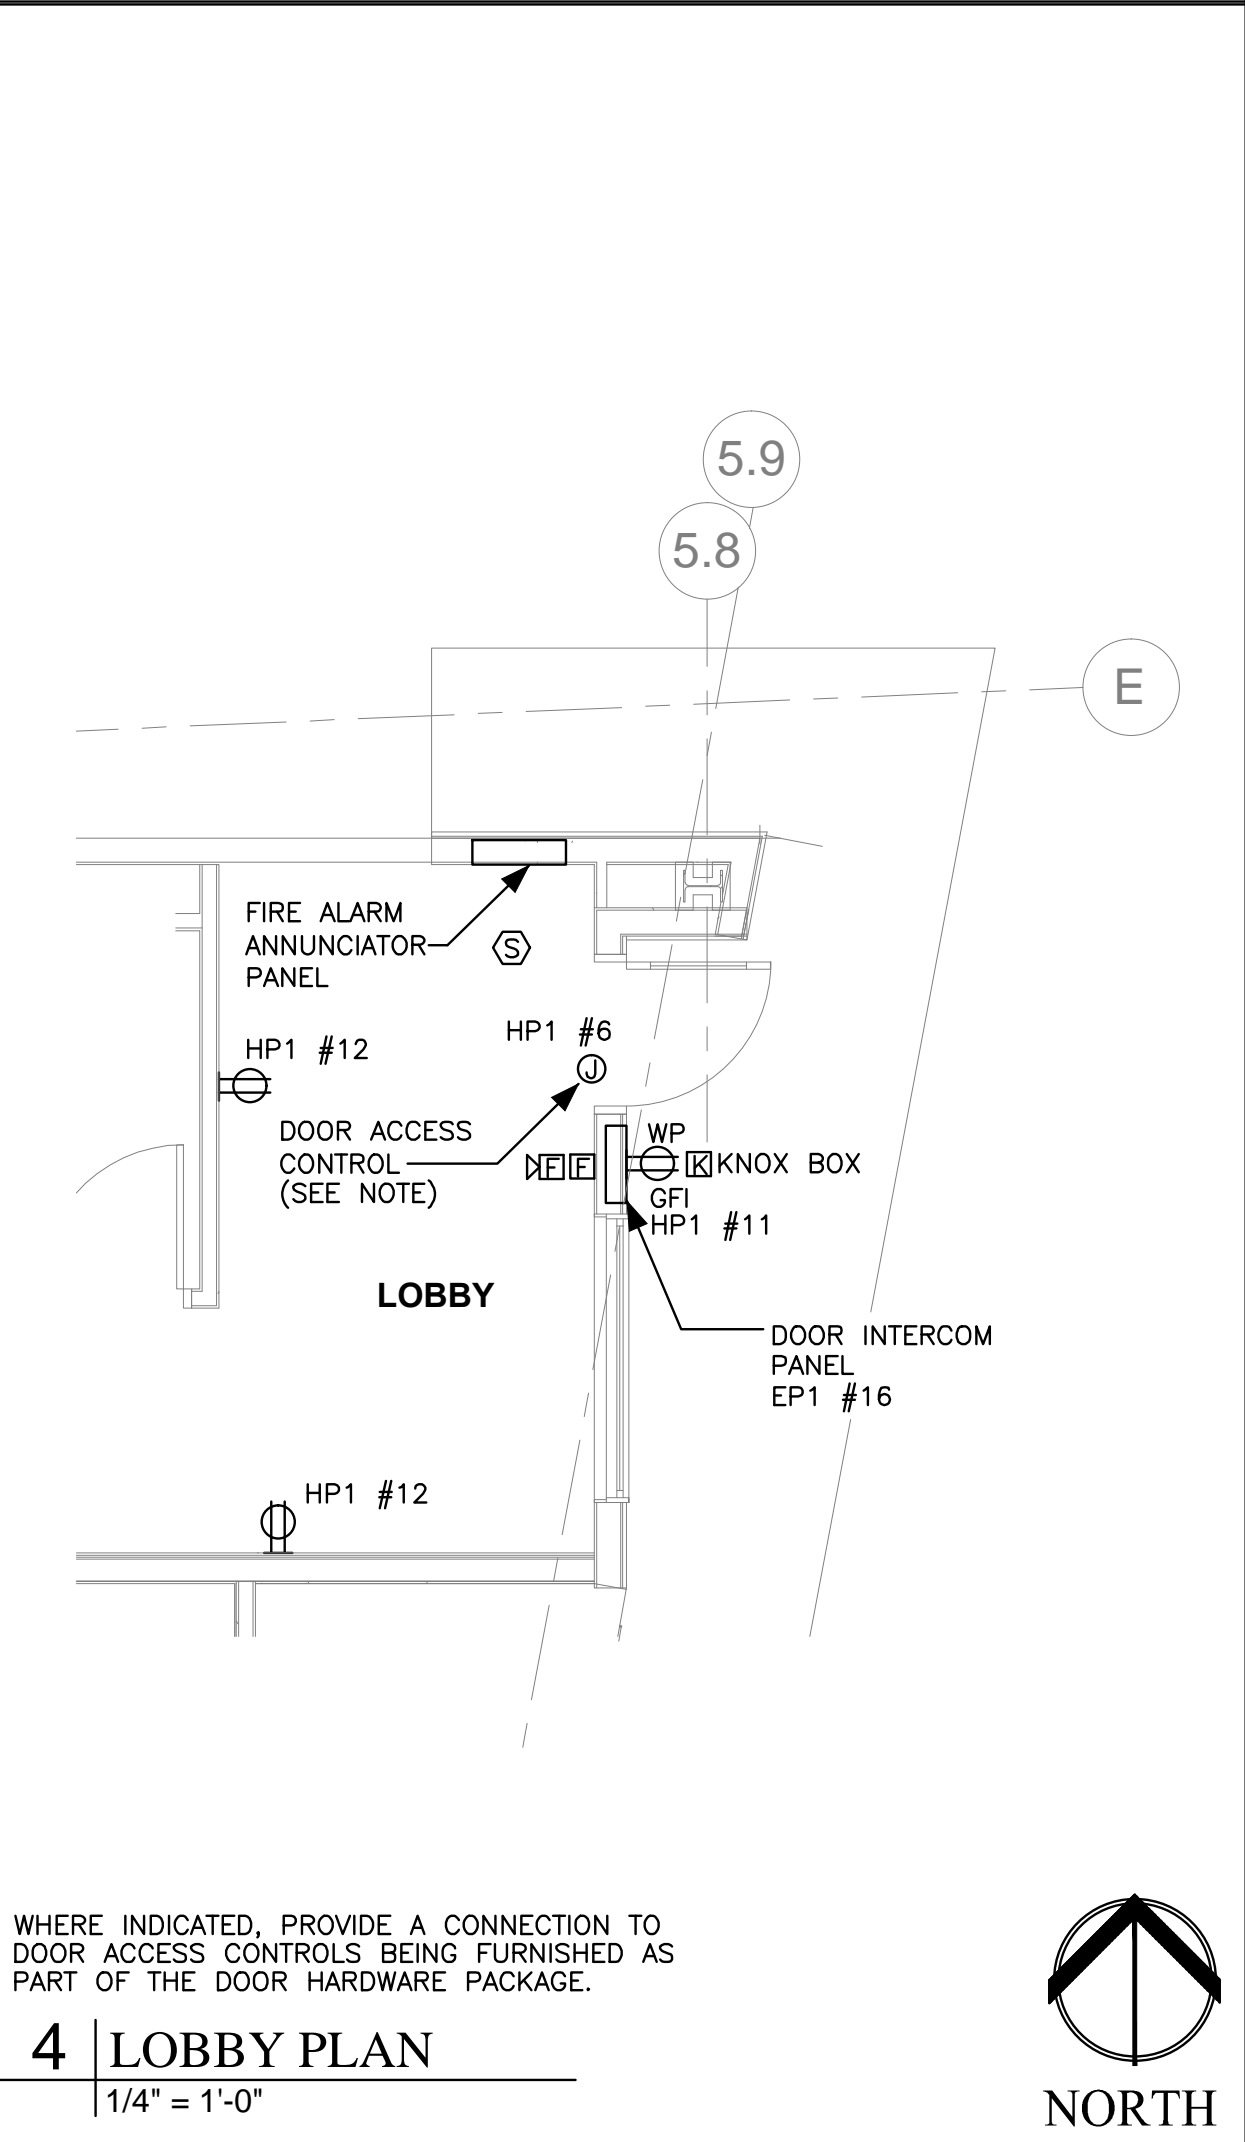 5.9
5.8
E
FIRE ALARM
ANNUNCIATOR
PANEL
S
HP1 #6
HP1 #12
J
DOOR ACCESS
CONTROL
(SEE NOTE)
WP
F F
K KNOX BOX
GFI
HP1 #11
LOBBY
DOOR INTERCOM
PANEL
EP1 #16
HP1 #12
WHERE INDICATED, PROVIDE A CONNECTION TO
DOOR ACCESS CONTROLS BEING FURNISHED AS
PART OF THE DOOR HARDWARE PACKAGE.
4 LOBBY PLAN
1/4" = 1'-0"
NORTH